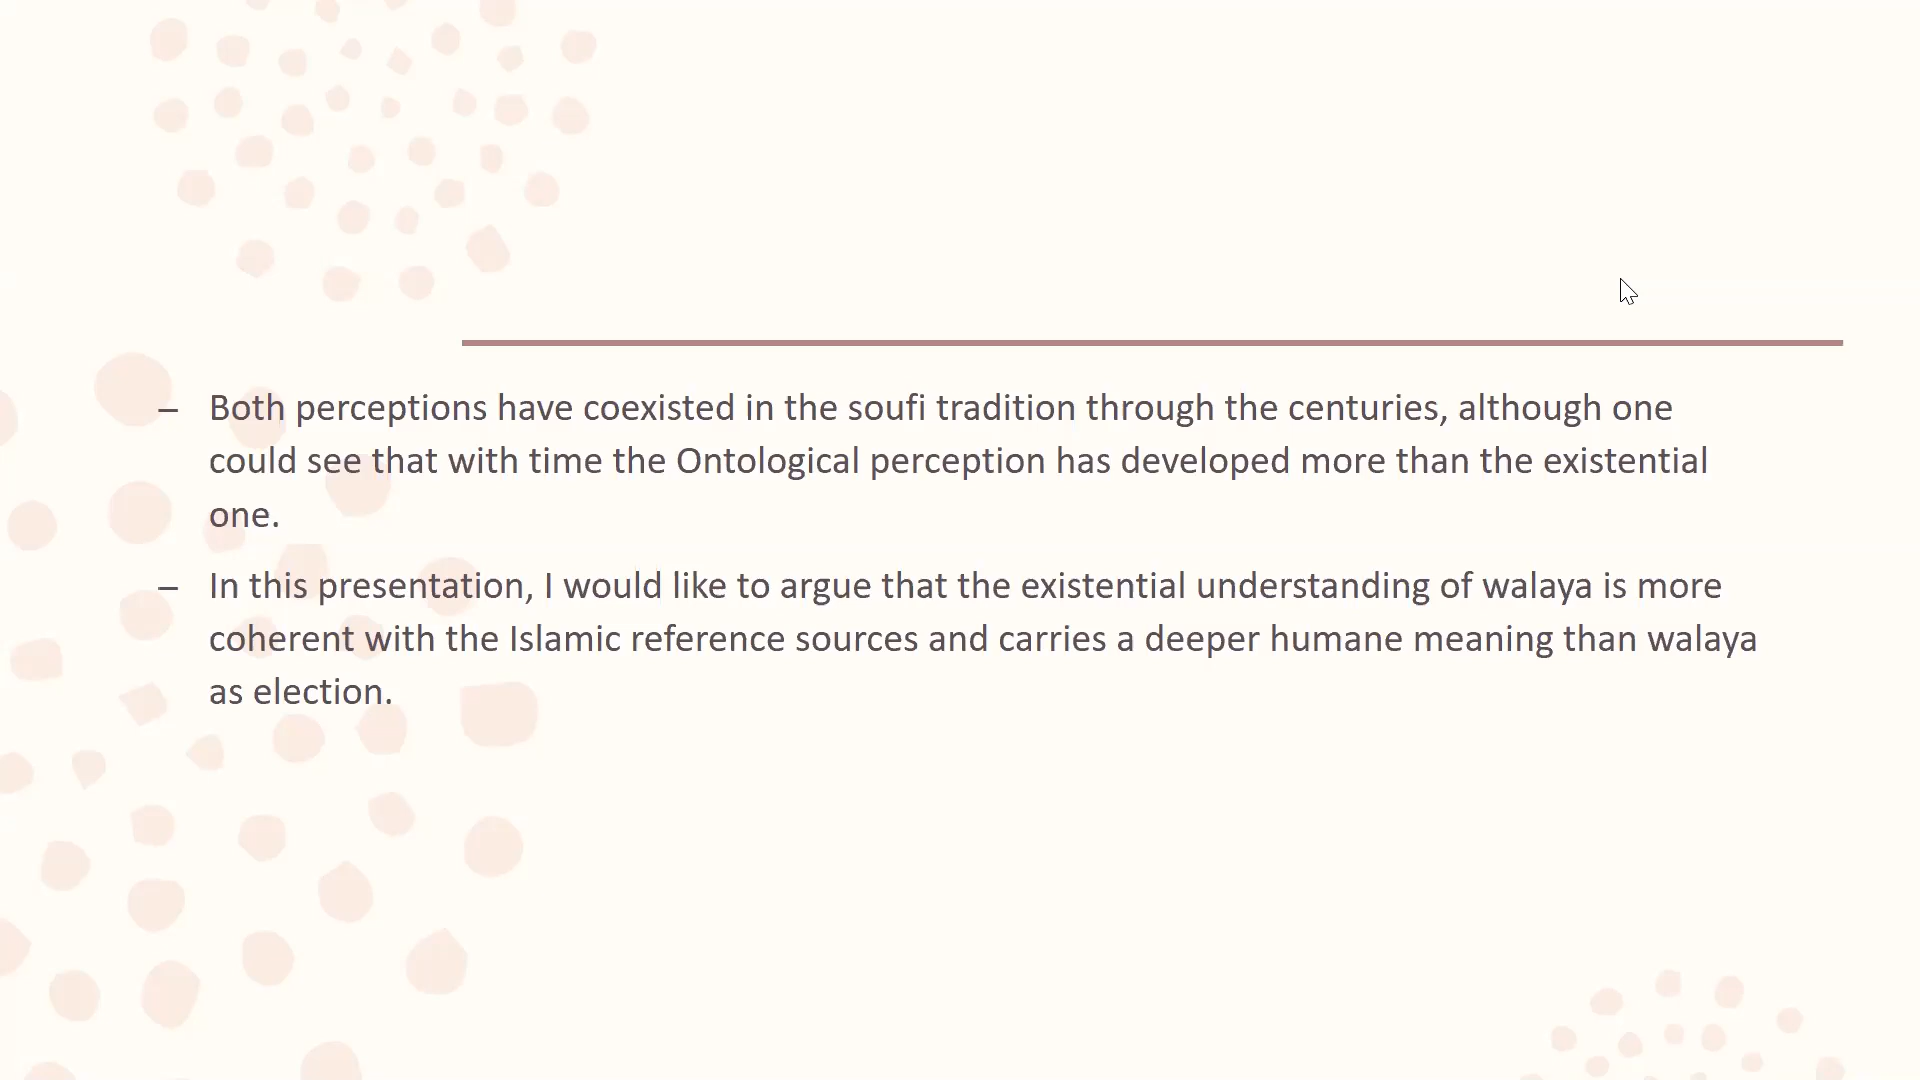 – Both perceptions have coexisted in the soufi tradition through the centuries, although one
could see that with time the Ontological perception has developed more than the existential
one.
– In this presentation, I would like to argue that the existential understanding of walaya is more
coherent with the Islamic reference sources and carries a deeper humane meaning than walaya
as election.